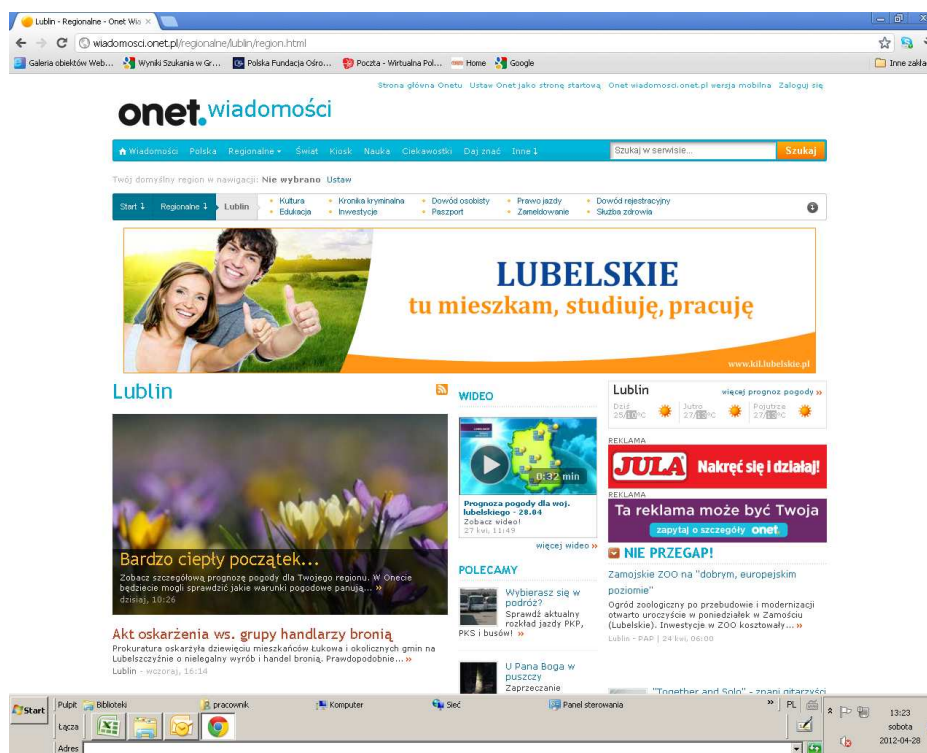 Lublin - Regionalne - Onet Wia
wiadomosci.onet.pl/regionalne/lublin/region.html
Galeria obiektów Web... Wyniki Szukania w Gr... Polska Fundacja Ośro... Poczta - Wirtualna Pol... Home Google Inne zakła
Strona główna Onetu Ustaw Onet jako stronę startową Onet wiadomosci.onet.pl wersja mobilna Zaloguj się
onet.wiadomości
Wiadomości Polska Regionalne Świat Kiosk Nauka Ciekawostki Daj znać Inne Szukaj w serwisie... Szukaj
Twój domyślny region w nawigacji: Nie wybrano Ustaw
Start Regionalne Lublin
Kultura Kronika kryminalna Dowód osobisty Prawo jazdy Dowód rejestracyjny
Edukacja Inwestycje Paszport Zameldowanie Służba zdrowia
LUBELSKIE
tu mieszkam, studiuję, pracuję
www.kil.lubelskie.pl
Lublin
Bardzo ciepły początek...
Zobacz szczegółową prognozę pogody dla Twojego regionu. W Onecie
będziecie mogli sprawdzić jakie warunki pogodowe panują... »
dzisiaj, 10:26
Akt oskarżenia ws. grupy handlarzy bronią
Prokuratura oskarżyła dziewięciu mieszkańców Łukowa i okolicznych gmin na
Lubelszczyźnie o nielegalny wyrób i handel bronią. Prawdopodobnie... »
Lublin - wczoraj, 16:14
WIDEO
0:32 min
Prognoza pogody dla woj.
lubelskiego - 28.04
Zobacz wideo!
27 kwi, 11:49
więcej wideo »
POLECAMY
Wybierasz się w
podróż?
Sprawdź aktualny
rozkład jazdy PKP,
PKS i busów! »
U Pana Boga w
puszczy
Zaprzeczanie
Lublin więcej prognoz pogody »
Dziś Jutro Pojutrze
25/10°C 27/12°C 27/12°C
REKLAMA
JULA Nakręć się i działaj!
REKLAMA
Ta reklama może być Twoja
zapytaj o szczegóły onet.
NIE PRZEGAP!
Zamojskie ZOO na "dobrym, europejskim
poziomie"
Ogród zoologiczny po przebudowie i modernizacji
otwarto uroczyście w poniedziałek w Zamościu
(Lubelskie). Inwestycje w ZOO kosztowały... »
Lublin - PAP | 24 kwi, 06:00
"Together and Solo" - znani gitarzyści
Start Pulpit Biblioteki pracownik Komputer Sieć Panel sterowania » PL
Łącza
Adres
13:23
sobota
2012-04-28